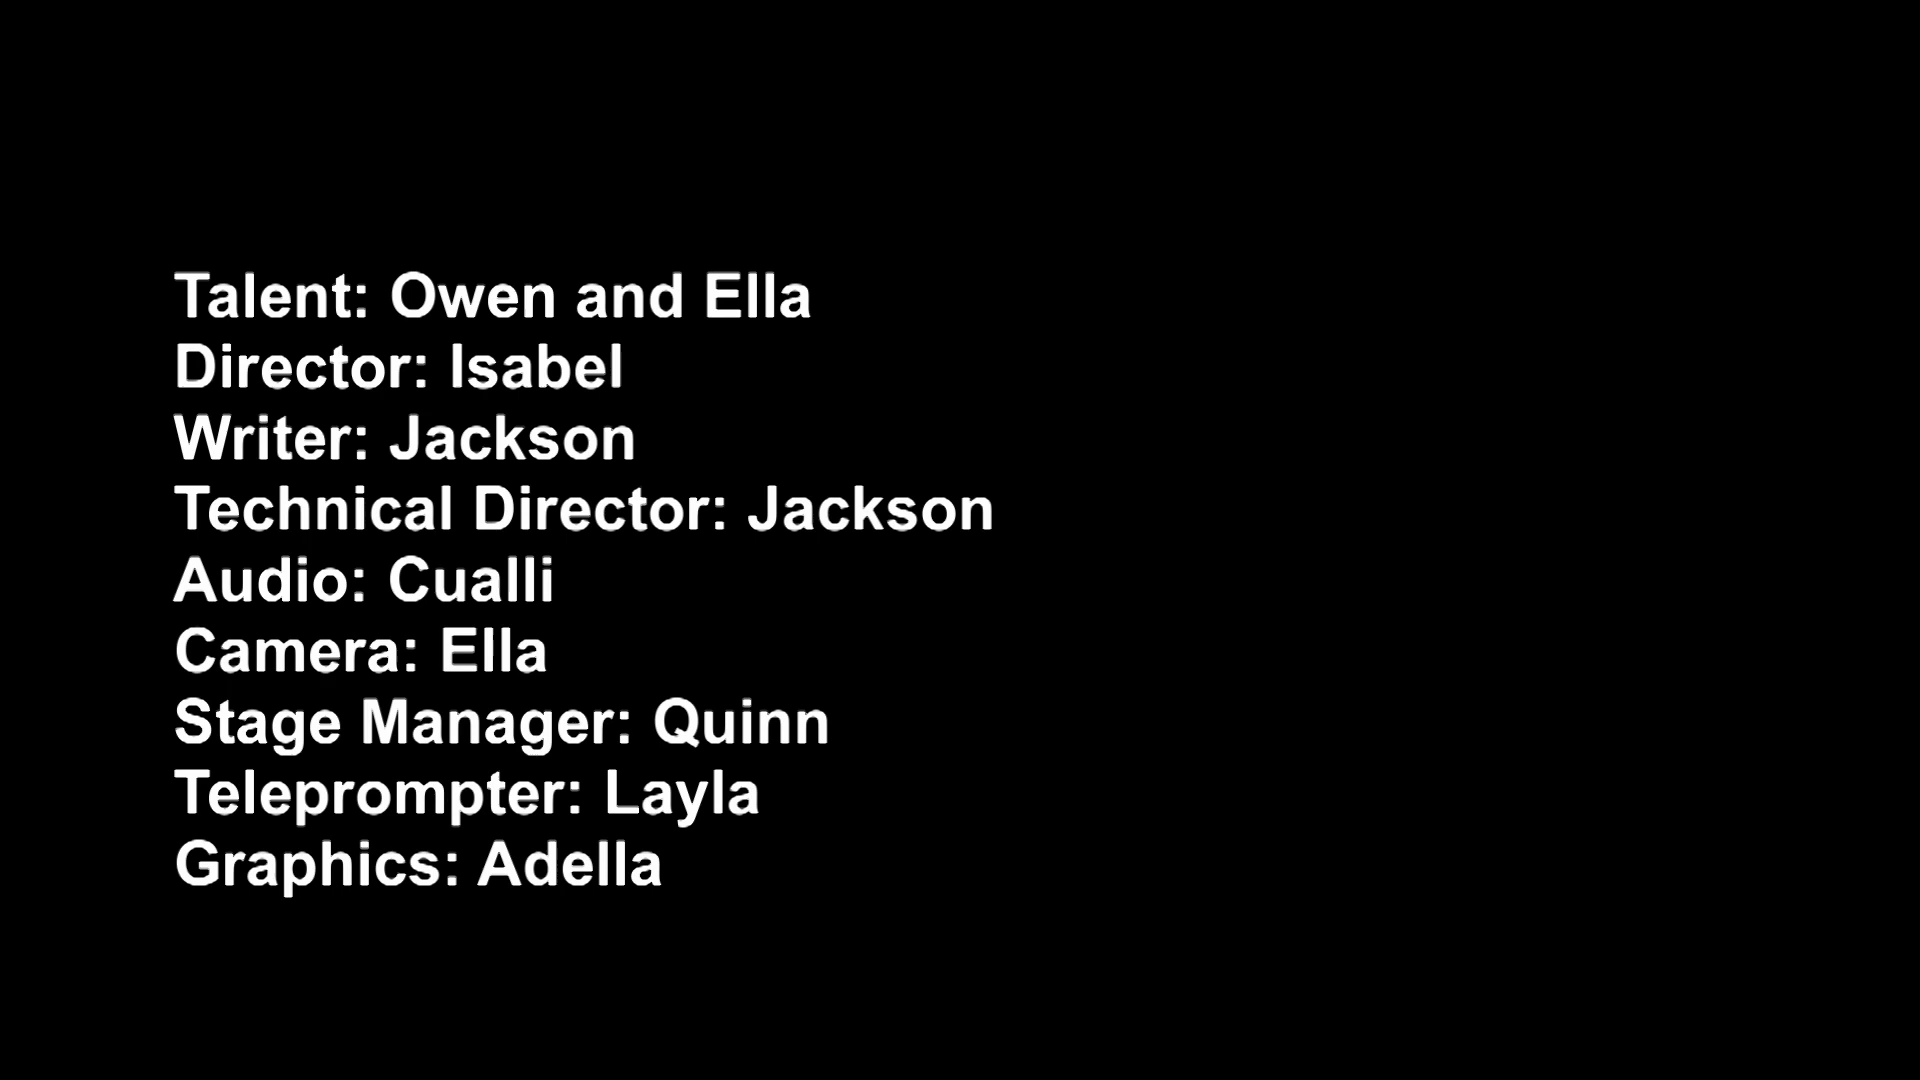 Talent: Owen and Ella
Director: Isabel
Writer: Jackson
Technical Director: Jackson
Audio: Cualli
Camera: Ella
Stage Manager: Quinn
Teleprompter: Layla
Graphics: Adella